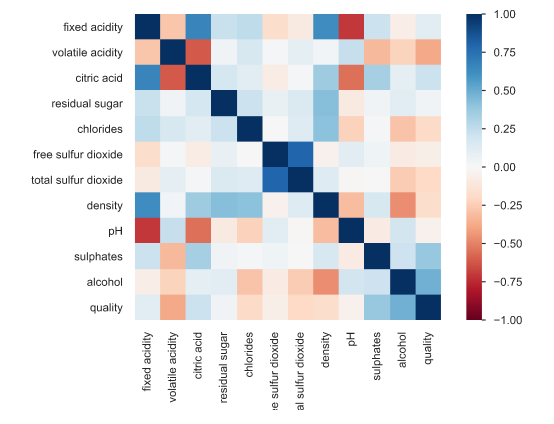 fixed acidity
volatile acidity
citric acid
residual sugar
chlorides
free sulfur dioxide
total sulfur dioxide
density
pH
sulphates
alcohol
quality
fixed acidity
volatile acidity
citric acid
residual sugar
chlorides
ee sulfur dioxide
al sulfur dioxide
density
pH
sulphates
alcohol
quality
1.00
0.75
0.50
0.25
0.00
−0.25
−0.50
−0.75
−1.00